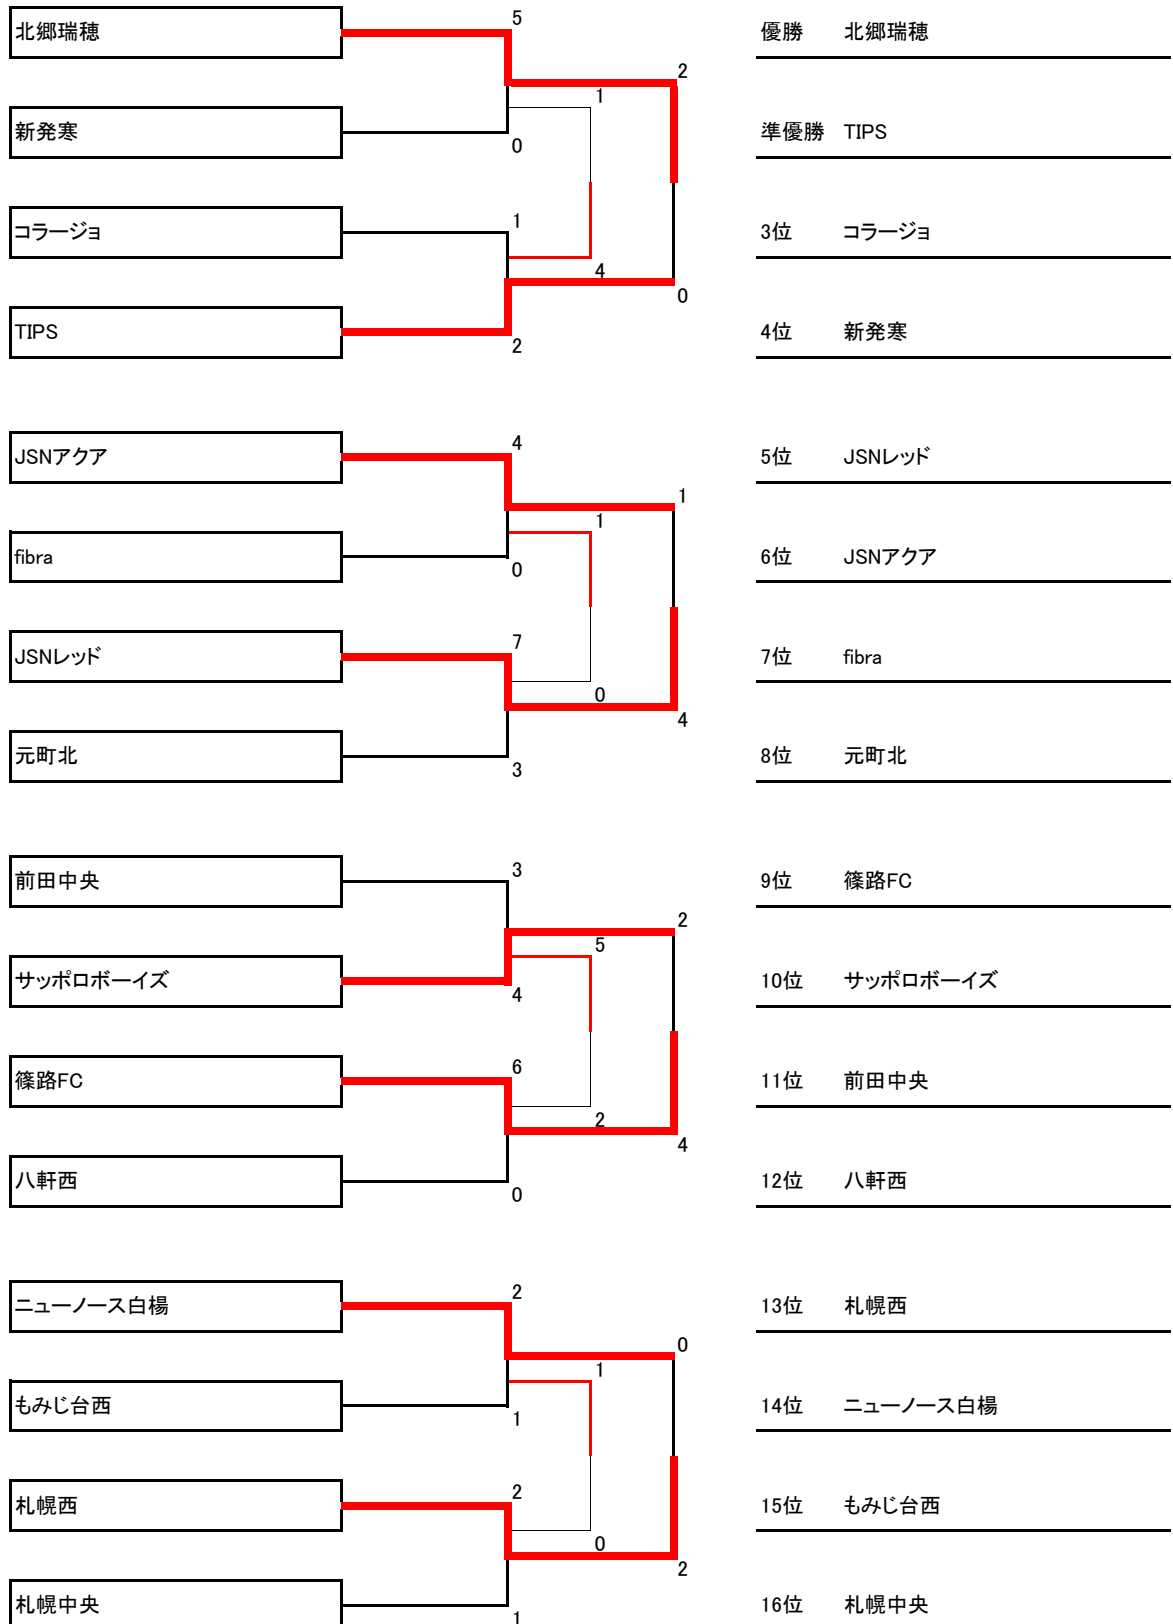 5
北郷瑞穂
優勝 北郷瑞穂
2
1
新発寒
準優勝 TIPS
0
1
コラージョ
3位 コラージョ
4
0
TIPS
4位 新発寒
2
4
JSNアクア
5位 JSNレッド
1
1
fibra
6位 JSNアクア
0
7
JSNレッド
7位 fibra
0
4
元町北
8位 元町北
3
3
前田中央
9位 篠路FC
2
5
サッポロボーイズ
10位 サッポロボーイズ
4
6
篠路FC
11位 前田中央
2
4
八軒西
12位 八軒西
0
2
ニューノース白楊
13位 札幌西
0
1
もみじ台西
14位 ニューノース白楊
1
2
札幌西
15位 もみじ台西
0
2
札幌中央
16位 札幌中央
1